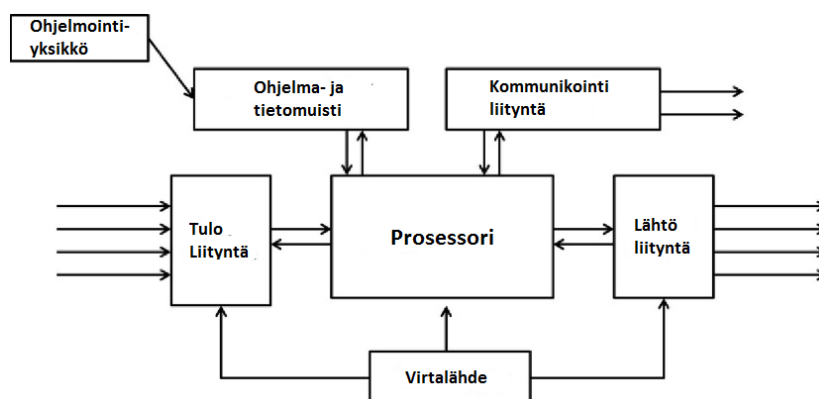 Ohjelmointi-
yksikkö
Ohjelma- ja
tietomuisti
Kommunikointi
liityntä
Tulo
Liityntä
Prosessori
Lähtö
liityntä
Virtalähde